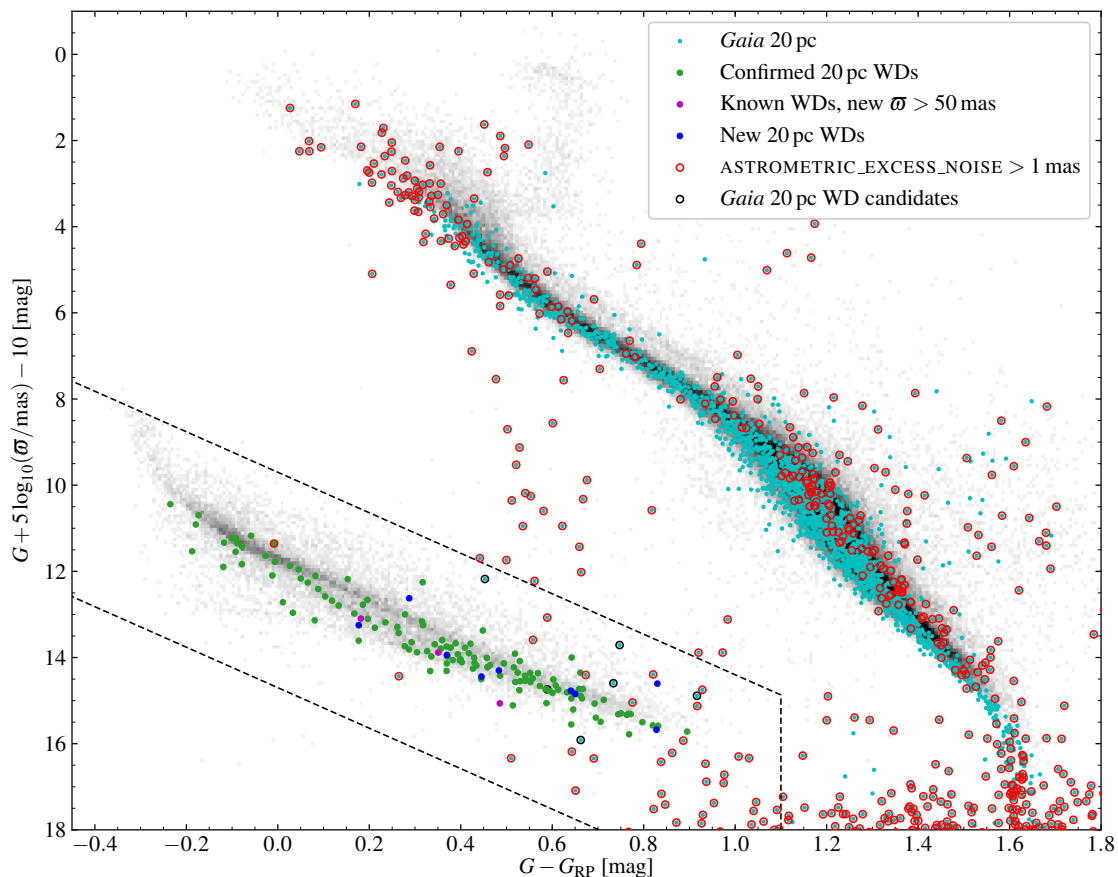 Gaia 20 pc
Confirmed 20 pc WDs
Known WDs, new ϖ > 50 mas
New 20 pc WDs
ASTROMETRIC_EXCESS_NOISE > 1 mas
Gaia 20 pc WD candidates
G + 5 log₁₀(ϖ/mas) − 10 [mag]
0
2
4
6
8
10
12
14
16
18
−0.4 −0.2 0.0 0.2 0.4 0.6 0.8 1.0 1.2 1.4 1.6 1.8
G − G_RP [mag]